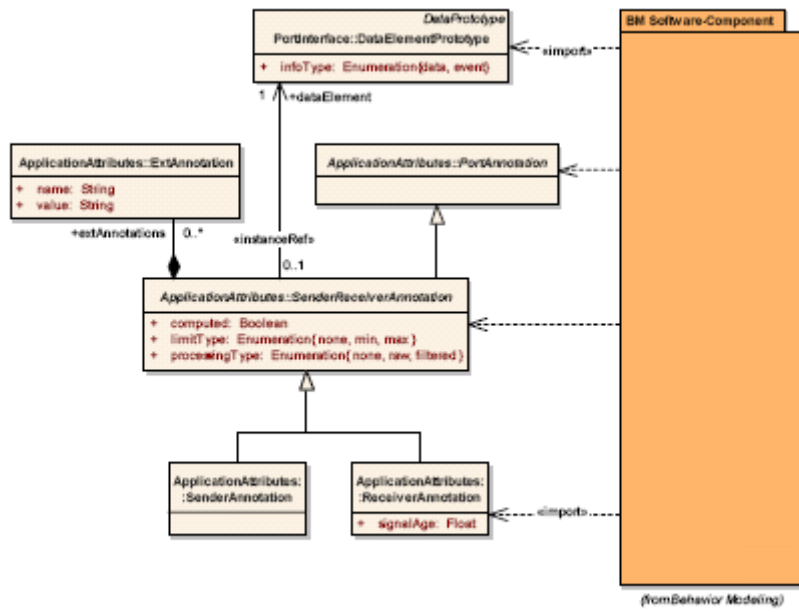 DataPrototype
PortInterface::DataElementPrototype
+ infoType: Enumeration{data, event}
BM Software-Component
«import»
1
+dataElement
ApplicationAttributes::ExtAnnotation
+ name: String
+ value: String
ApplicationAttributes::PortAnnotation
+extAnnotations
0..*
«instanceRef»
0..1
ApplicationAttributes::SenderReceiverAnnotation
+ computed: Boolean
+ limitType: Enumeration{none, min, max}
+ processingType: Enumeration{none, raw, filtered}
ApplicationAttributes:
:SenderAnnotation
ApplicationAttributes:
:ReceiverAnnotation
+ signalAge: Float
«import»
(fromBehavior Modeling)